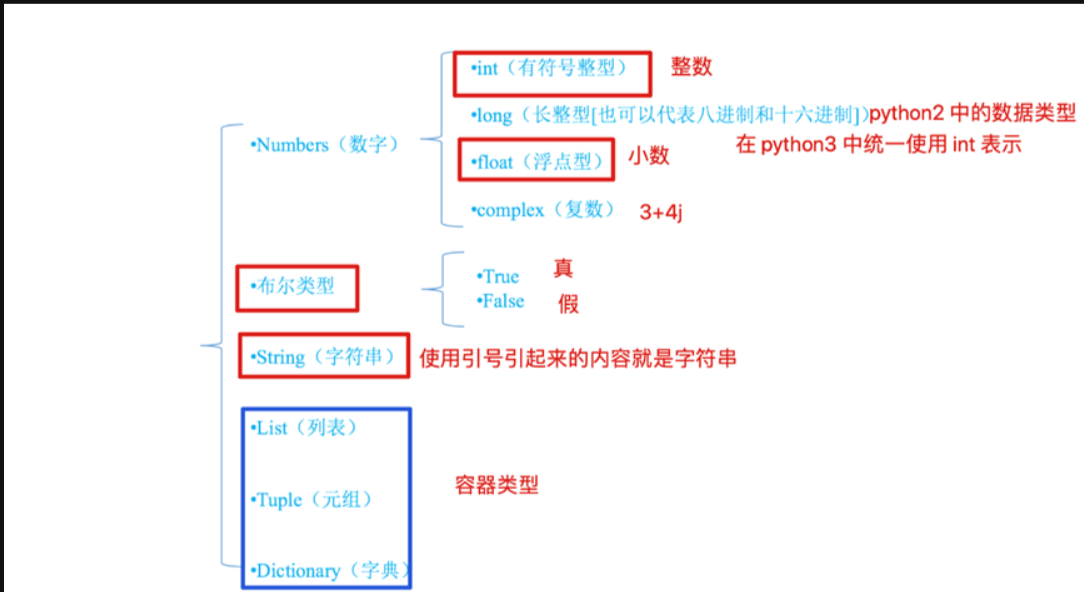 •int（有符号整型） 整数
•long（长整型[也可以代表八进制和十六进制]）python2 中的数据类型
•Numbers（数字） 在 python3 中统一使用 int 表示
•float（浮点型） 小数
•complex（复数） 3+4j
•布尔类型
•True 真
•False 假
•String（字符串） 使用引号引起来的内容就是字符串
•List（列表）
容器类型
•Tuple（元组）
•Dictionary（字典）